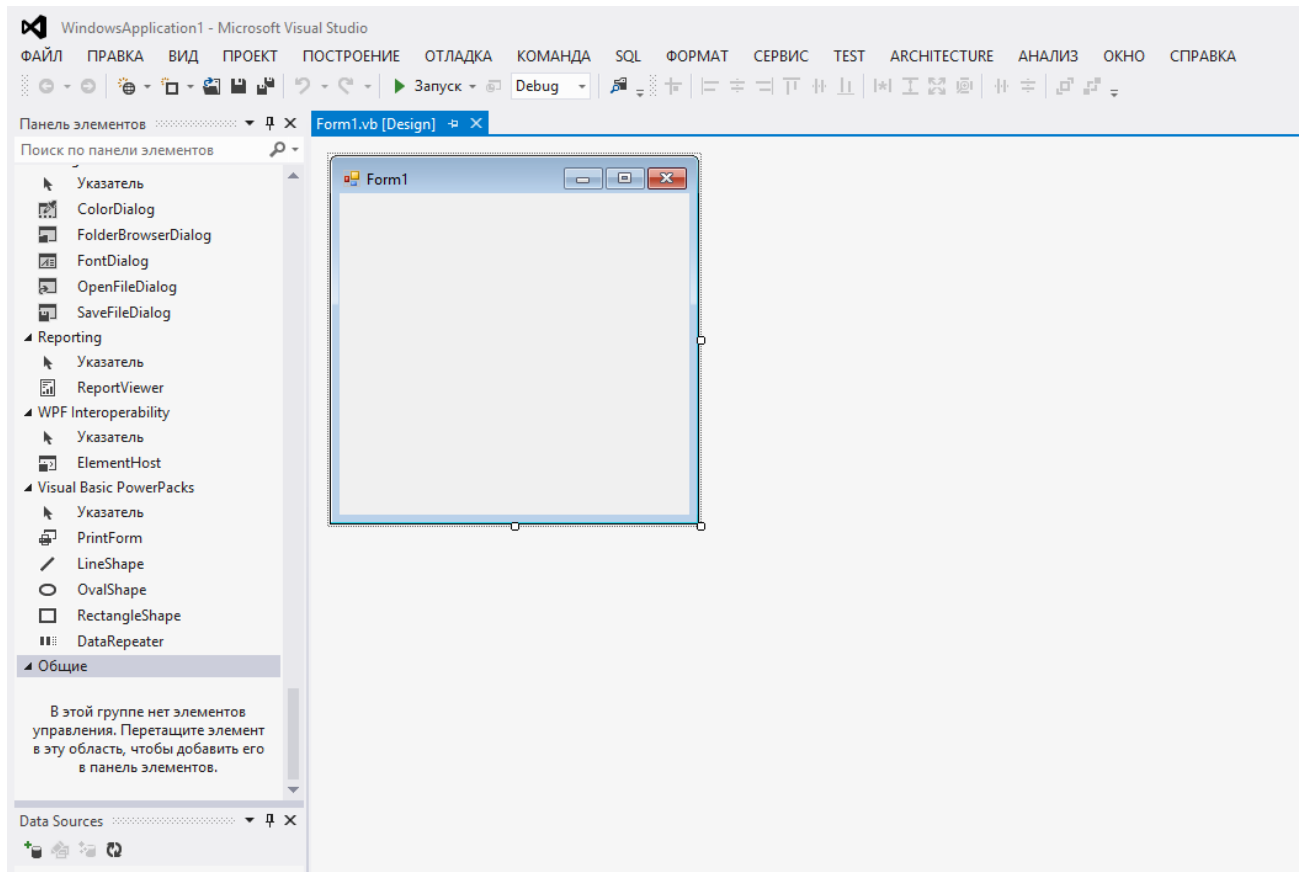 WindowsApplication1 - Microsoft Visual Studio
ФАЙЛ ПРАВКА ВИД ПРОЕКТ ПОСТРОЕНИЕ ОТЛАДКА КОМАНДА SQL ФОРМАТ СЕРВИС TEST ARCHITECTURE АНАЛИЗ ОКНО СПРАВКА
Запуск Debug
Панель элементов
Form1.vb [Design]
Поиск по панели элементов
Form1
Указатель
ColorDialog
FolderBrowserDialog
FontDialog
OpenFileDialog
SaveFileDialog
Reporting
Указатель
ReportViewer
WPF Interoperability
Указатель
ElementHost
Visual Basic PowerPacks
Указатель
PrintForm
LineShape
OvalShape
RectangleShape
DataRepeater
Общие
В этой группе нет элементов
управления. Перетащите элемент
в эту область, чтобы добавить его
в панель элементов.
Data Sources